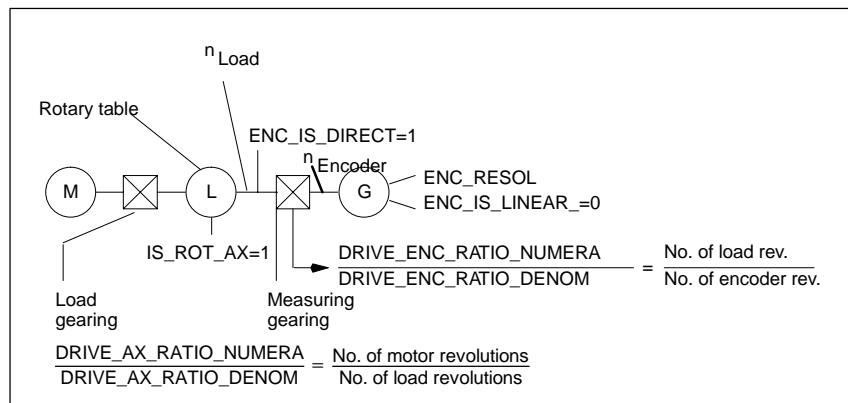 n Load
Rotary table
ENC_IS_DIRECT=1
n Encoder
M
L
G
ENC_RESOL
ENC_IS_LINEAR_=0
IS_ROT_AX=1
DRIVE_ENC_RATIO_NUMERA
DRIVE_ENC_RATIO_DENOM
=
No. of load rev.
No. of encoder rev.
Load
gearing
Measuring
gearing
DRIVE_AX_RATIO_NUMERA
DRIVE_AX_RATIO_DENOM
=
No. of motor revolutions
No. of load revolutions